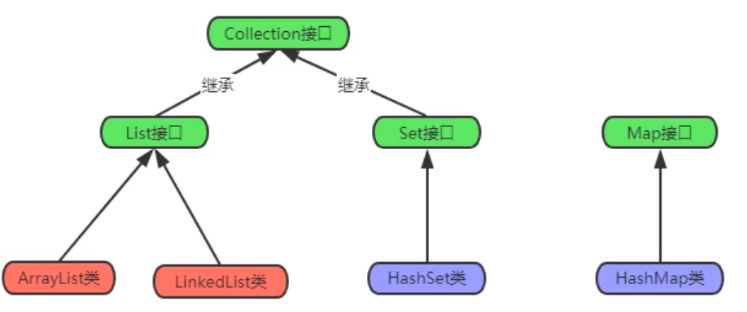 Collection接口
继承
继承
List接口
Set接口
Map接口
ArrayList类
LinkedList类
HashSet类
HashMap类